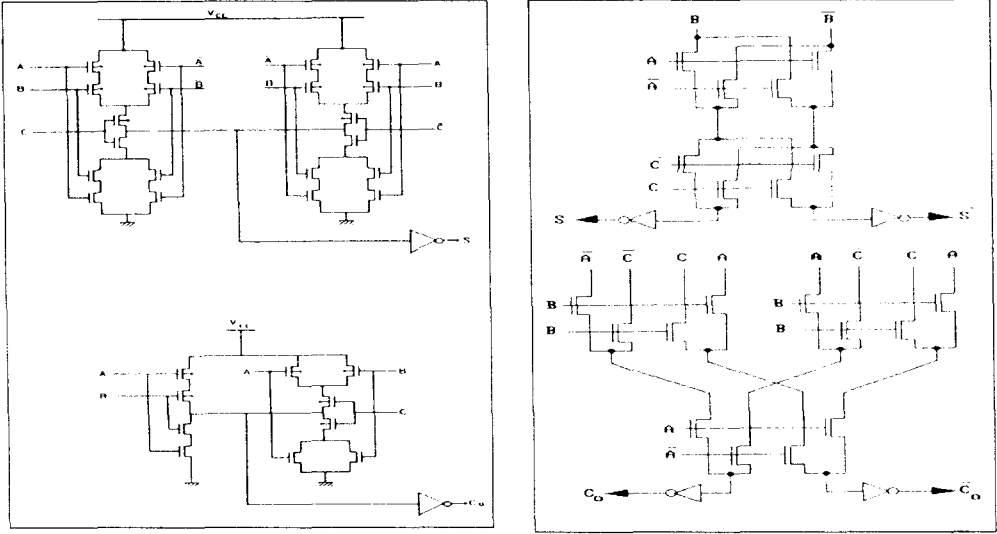 Vcc
A Ā A
B B̄ B
C C̄
S
Vcc
A A B
B C
Co
B B̄
A
Ā
C̄
C
S S̄
Ā C̄ C A A C̄ C A
B B
B B
A
Ā
Co C̄o